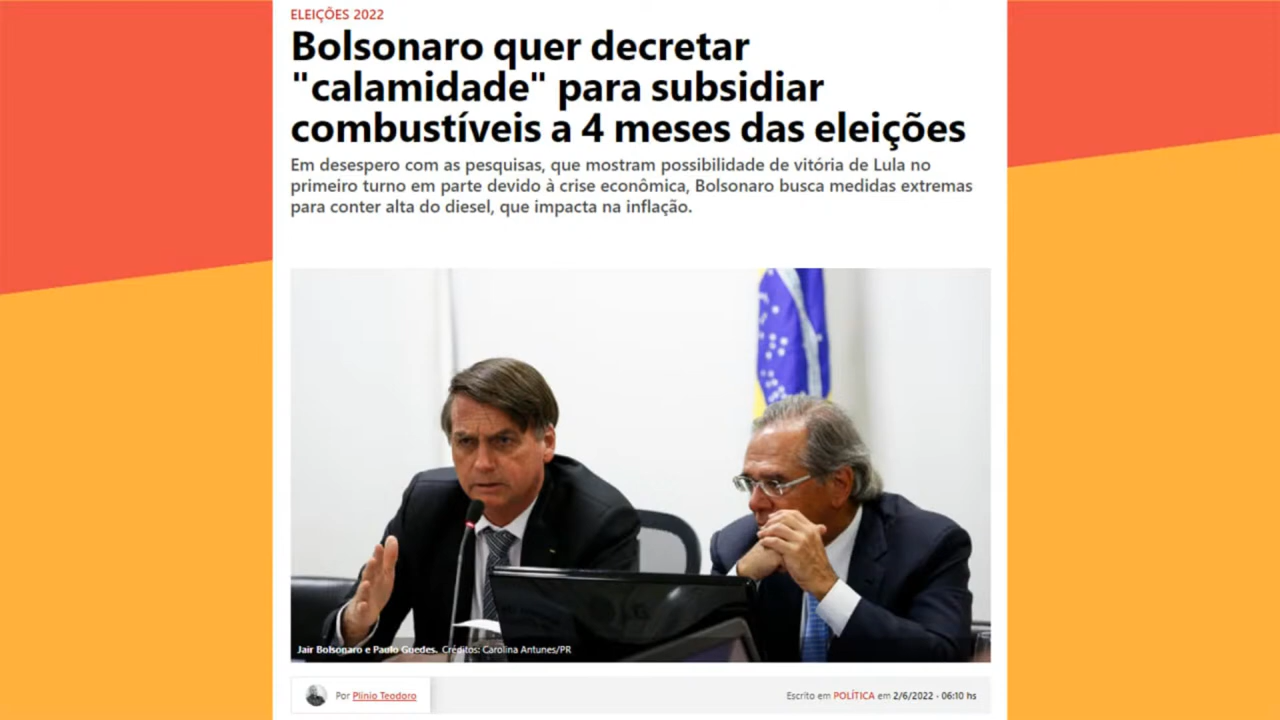 ELEIÇÕES 2022
Bolsonaro quer decretar
"calamidade" para subsidiar
combustíveis a 4 meses das eleições
Em desespero com as pesquisas, que mostram possibilidade de vitória de Lula no
primeiro turno em parte devido à crise econômica, Bolsonaro busca medidas extremas
para conter alta do diesel, que impacta na inflação.
Jair Bolsonaro e Paulo Guedes. Créditos: Carolina Antunes/PR
Por Plinio Teodoro
Escrito em POLÍTICA em 2/6/2022 · 06:10 hs